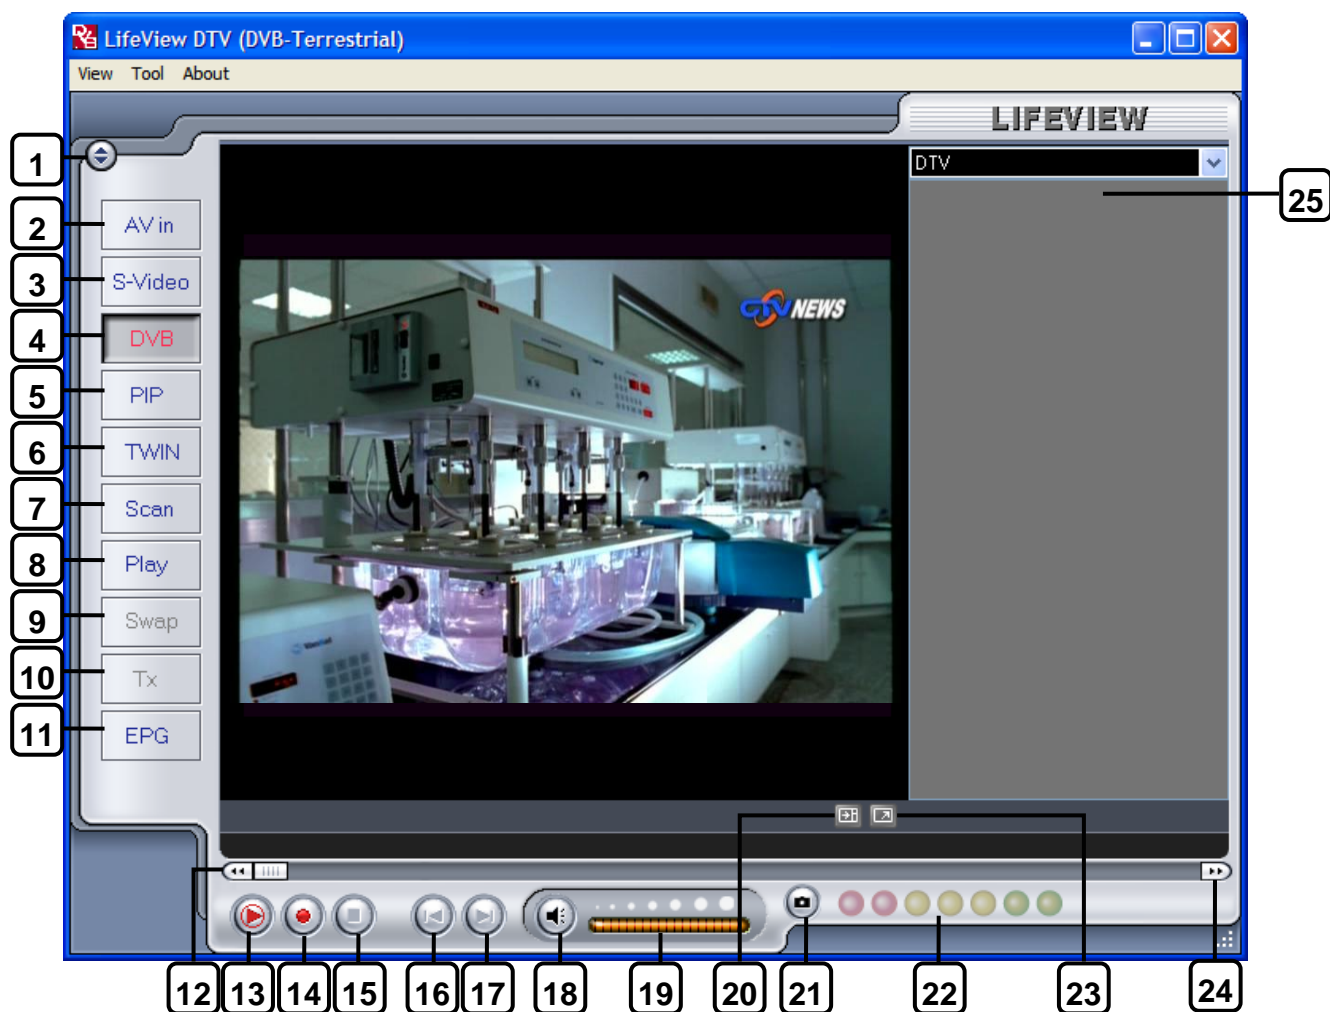 LifeView DTV (DVB-Terrestrial)
View Tool About
LIFEVIEW
DTV
1
2 AV in
3 S-Video
4 DVB
5 PIP
6 TWIN
7 Scan
8 Play
9 Swap
10 Tx
11 EPG
CTV NEWS
25
12 13 14 15 16 17 18 19 20 21 22 23 24